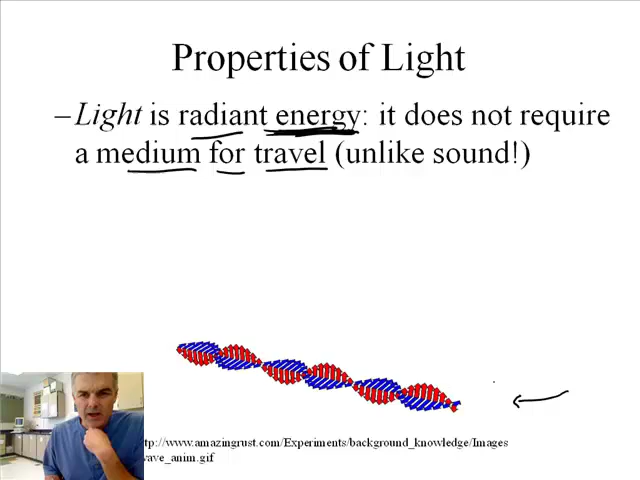 Properties of Light
–Light is radiant energy: it does not require
a medium for travel (unlike sound!)
ttp://www.amazingrust.com/Experiments/background_knowledge/Images
wave_anim.gif